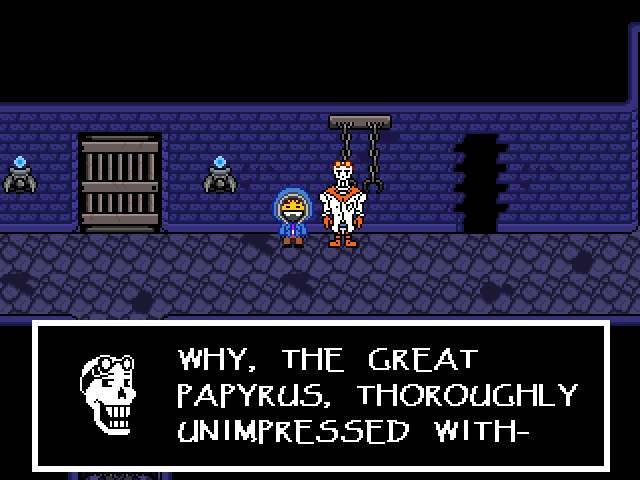 WHY, THE GREAT
PAPYRUS, THOROUGHLY
UNIMPRESSED WITH-